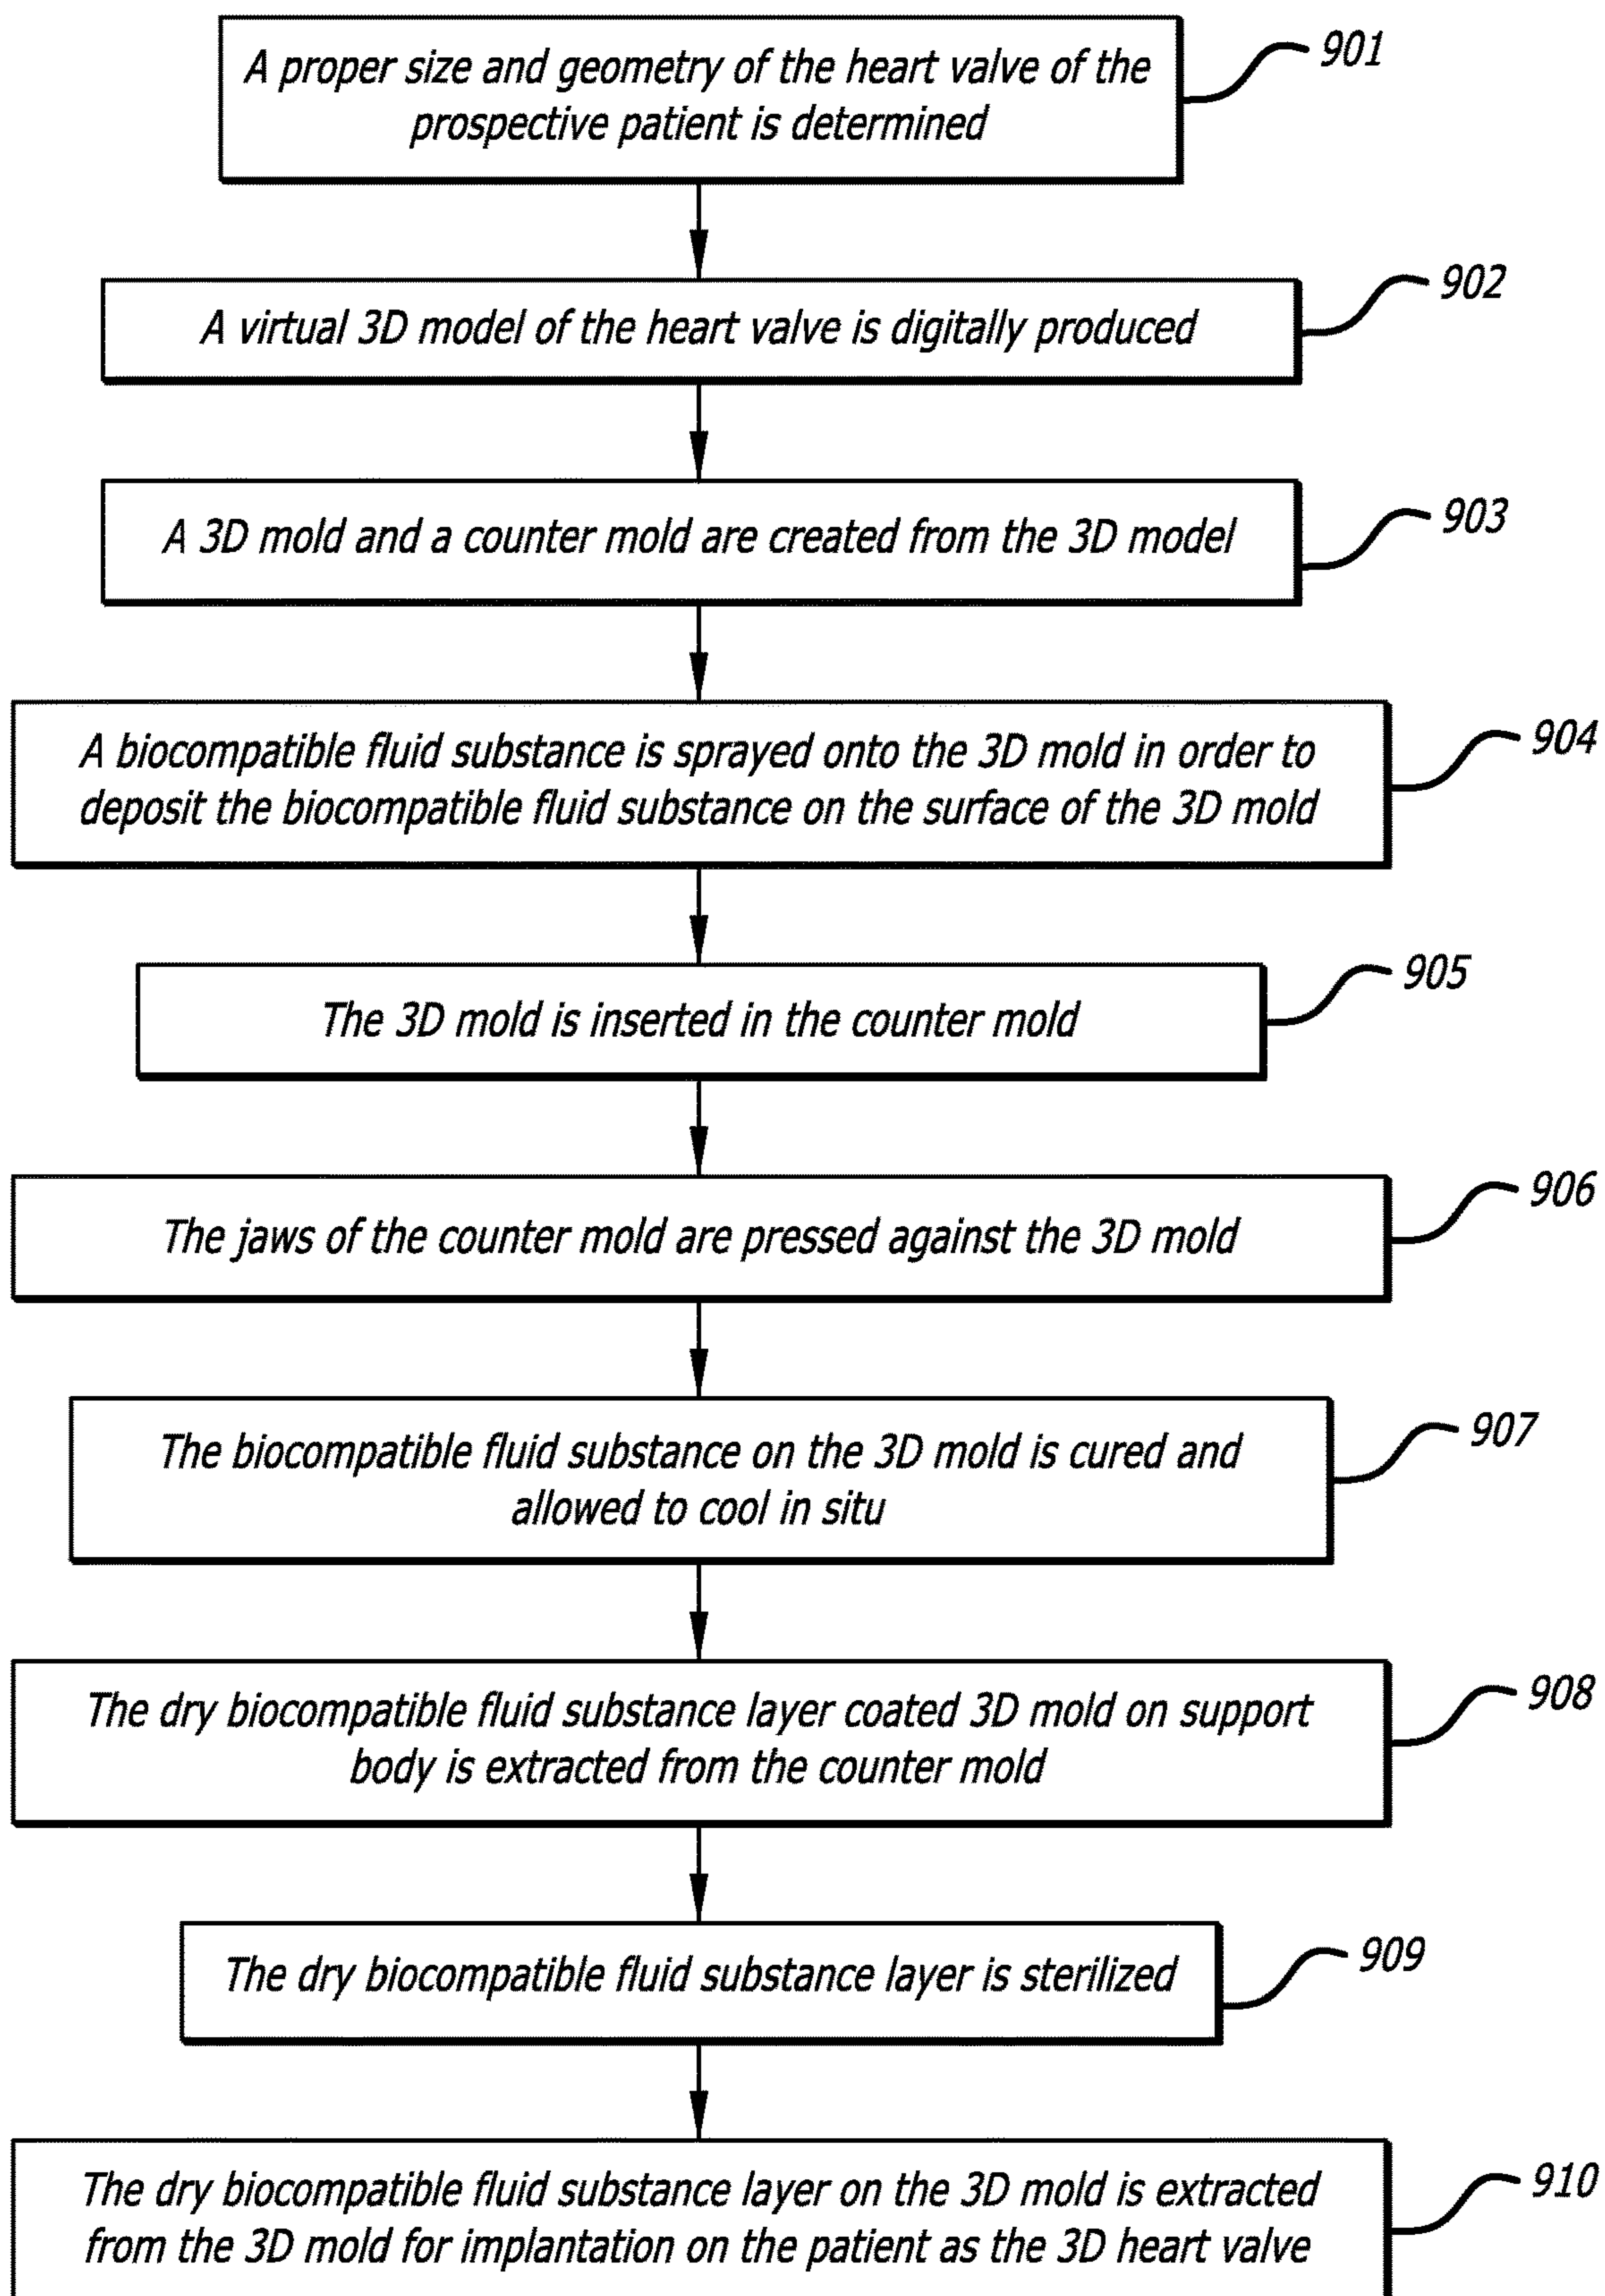 901
A proper size and geometry of the heart valve of the
prospective patient is determined
902
A virtual 3D model of the heart valve is digitally produced
903
A 3D mold and a counter mold are created from the 3D model
904
A biocompatible fluid substance is sprayed onto the 3D mold in order to
deposit the biocompatible fluid substance on the surface of the 3D mold
905
The 3D mold is inserted in the counter mold
906
The jaws of the counter mold are pressed against the 3D mold
907
The biocompatible fluid substance on the 3D mold is cured and
allowed to cool in situ
908
The dry biocompatible fluid substance layer coated 3D mold on support
body is extracted from the counter mold
909
The dry biocompatible fluid substance layer is sterilized
910
The dry biocompatible fluid substance layer on the 3D mold is extracted
from the 3D mold for implantation on the patient as the 3D heart valve